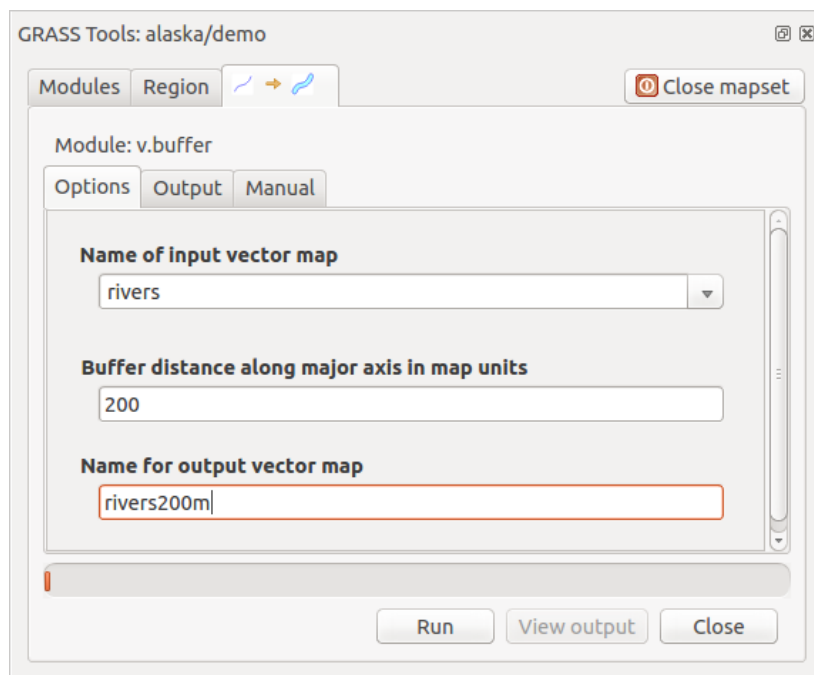 GRASS Tools: alaska/demo
Modules Region Close mapset
Module: v.buffer
Options Output Manual
Name of input vector map
rivers
Buffer distance along major axis in map units
200
Name for output vector map
rivers200m
Run View output Close